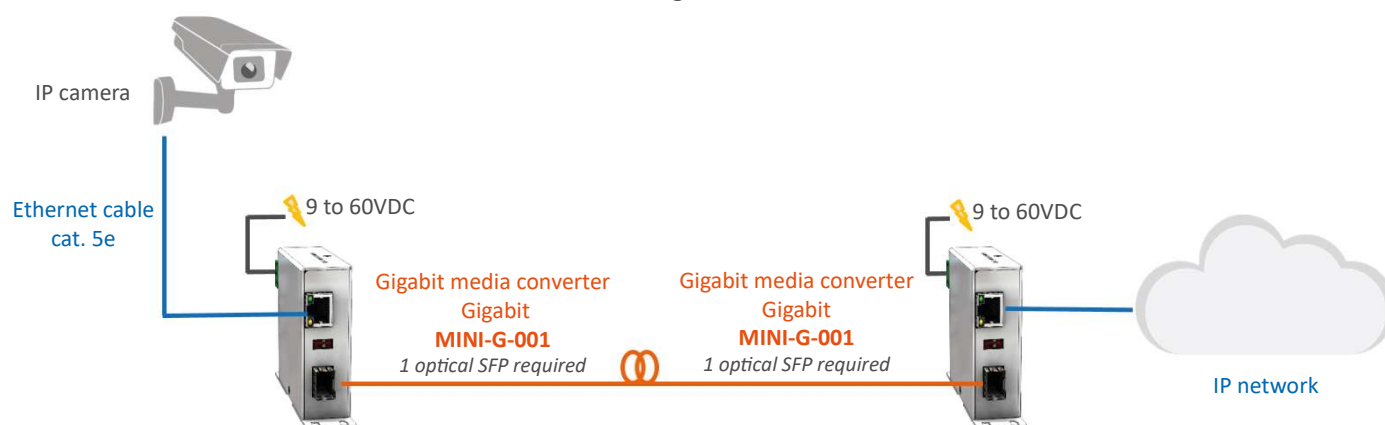 IP camera
Ethernet cable
cat. 5e
9 to 60VDC
Gigabit media converter
Gigabit
MINI-G-001
1 optical SFP required
Gigabit media converter
Gigabit
MINI-G-001
1 optical SFP required
9 to 60VDC
IP network